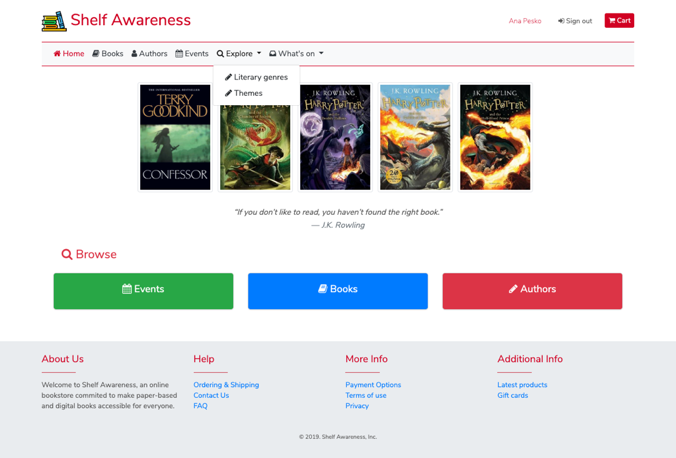 Shelf Awareness
Ana Pesko
Sign out
Cart
Home
Books
Authors
Events
Explore
What's on
Literary genres
Themes
TERRY
GOODKIND
CONFESSOR
J.K. ROWLING
HARRY POTTER
J.K. ROWLING
HARRY POTTER
J.K. ROWLING
HARRY POTTER
“If you don’t like to read, you haven’t found the right book.”
— J.K. Rowling
Browse
Events
Books
Authors
About Us
Welcome to Shelf Awareness, an online
bookstore commited to make paper-based
and digital books accessible for everyone.
Help
Ordering & Shipping
Contact Us
FAQ
More Info
Payment Options
Terms of use
Privacy
Additional Info
Latest products
Gift cards
© 2019. Shelf Awareness, Inc.